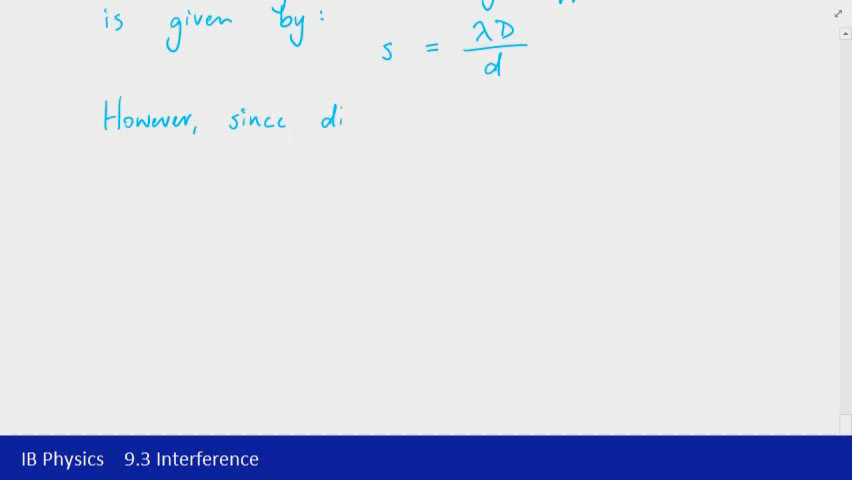 is given by:
s = λD/d
However, since di
IB Physics 9.3 Interference